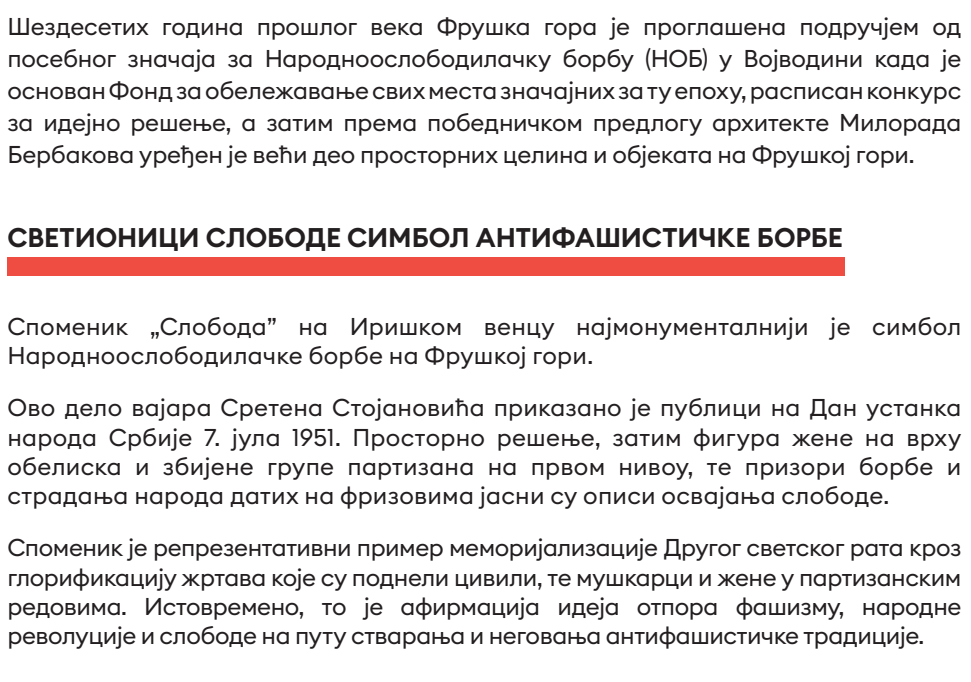 Шездесетих година прошлог века Фрушка гора је проглашена подручјем од
посебног значаја за Народноослободилачку борбу (НОБ) у Војводини када је
основан Фонд за обележавање свих места значајних за ту епоху, расписан конкурс
за идејно решење, а затим према победничком предлогу архитекте Милорада
Бербакова уређен је већи део просторних целина и објеката на Фрушкој гори.
СВЕТИОНИЦИ СЛОБОДЕ СИМБОЛ АНТИФАШИСТИЧКЕ БОРБЕ
Споменик „Слобода” на Иришком венцу најмонументалнији је симбол
Народноослободилачке борбе на Фрушкој гори.
Ово дело вајара Сретена Стојановића приказано је публици на Дан устанка
народа Србије 7. јула 1951. Просторно решење, затим фигура жене на врху
обелиска и збијене групе партизана на првом нивоу, те призори борбе и
страдања народа датих на фризовима јасни су описи освајања слободе.
Споменик је репрезентативни пример меморијализације Другог светског рата кроз
глорификацију жртава које су поднели цивили, те мушкарци и жене у партизанским
редовима. Истовремено, то је афирмација идеја отпора фашизму, народне
револуције и слободе на путу стварања и неговања антифашистичке традиције.